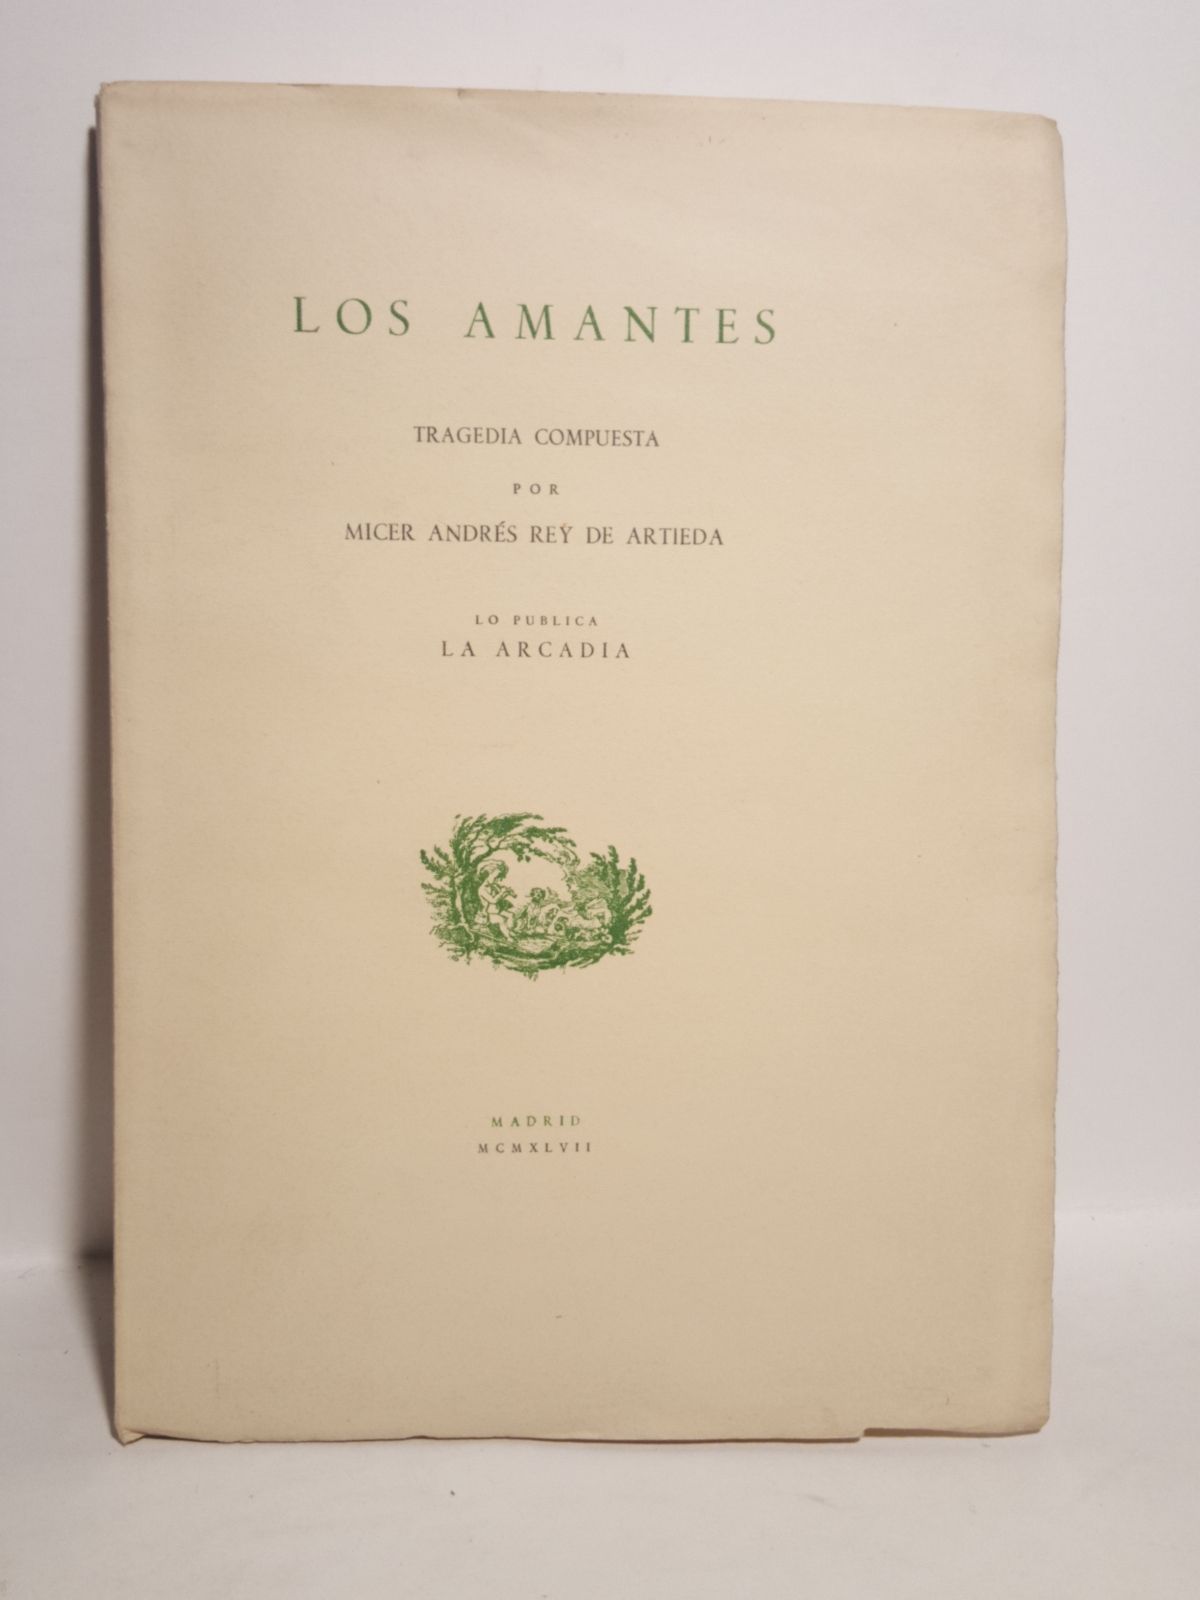 LOS AMANTES
TRAGEDIA COMPUESTA
POR
MICER ANDRÉS REY DE ARTIEDA
LO PUBLICA
LA ARCADIA
MADRID
MCMXLVII